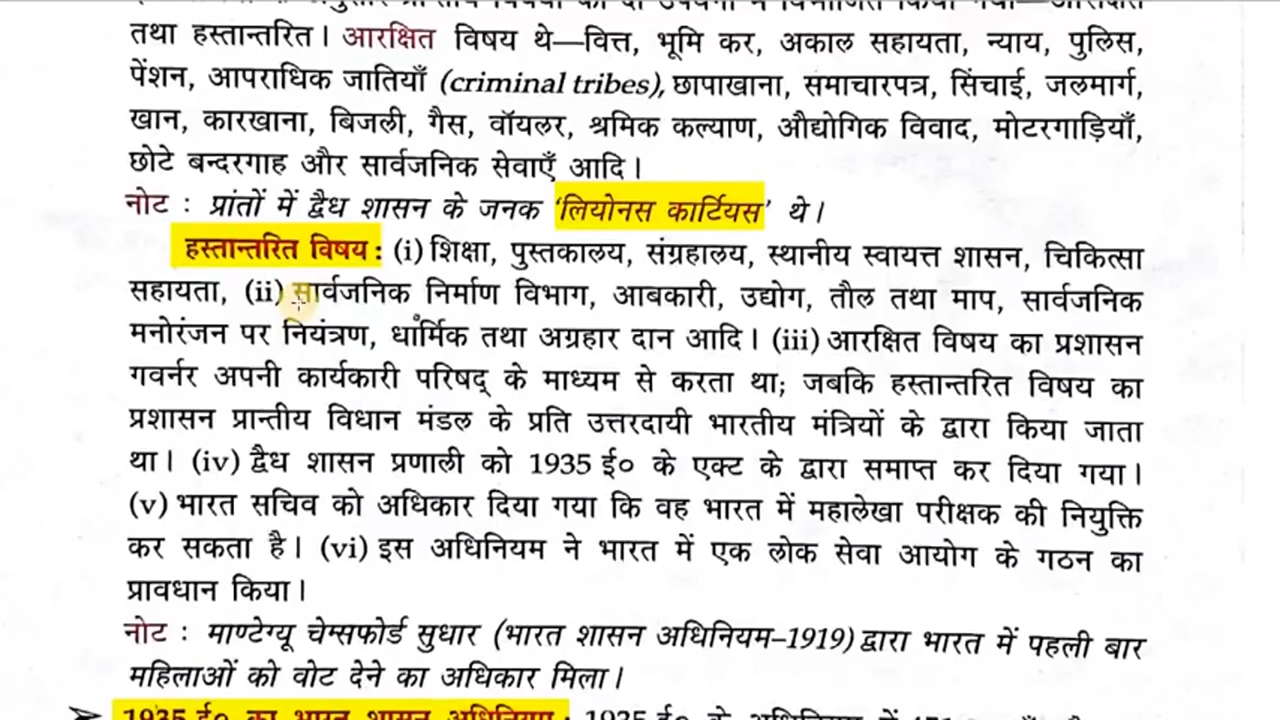 तथा हस्तान्तरित। आरक्षित विषय थे—वित्त, भूमि कर, अकाल सहायता, न्याय, पुलिस,
पेंशन, आपराधिक जातियाँ (criminal tribes), छापाखाना, समाचारपत्र, सिंचाई, जलमार्ग,
खान, कारखाना, बिजली, गैस, वॉयलर, श्रमिक कल्याण, औद्योगिक विवाद, मोटरगाड़ियाँ,
छोटे बन्दरगाह और सार्वजनिक सेवाएँ आदि।
नोट : प्रांतों में द्वैध शासन के जनक 'लियोनस कार्टियस' थे।
हस्तान्तरित विषय : (i) शिक्षा, पुस्तकालय, संग्रहालय, स्थानीय स्वायत्त शासन, चिकित्सा
सहायता, (ii) सार्वजनिक निर्माण विभाग, आबकारी, उद्योग, तौल तथा माप, सार्वजनिक
मनोरंजन पर नियंत्रण, धार्मिक तथा अग्रहार दान आदि। (iii) आरक्षित विषय का प्रशासन
गवर्नर अपनी कार्यकारी परिषद् के माध्यम से करता था; जबकि हस्तान्तरित विषय का
प्रशासन प्रान्तीय विधान मंडल के प्रति उत्तरदायी भारतीय मंत्रियों के द्वारा किया जाता
था। (iv) द्वैध शासन प्रणाली को 1935 ई० के एक्ट के द्वारा समाप्त कर दिया गया।
(v) भारत सचिव को अधिकार दिया गया कि वह भारत में महालेखा परीक्षक की नियुक्ति
कर सकता है। (vi) इस अधिनियम ने भारत में एक लोक सेवा आयोग के गठन का
प्रावधान किया।
नोट : माण्टेग्यू चेम्सफोर्ड सुधार (भारत शासन अधिनियम–1919) द्वारा भारत में पहली बार
महिलाओं को वोट देने का अधिकार मिला।
➢ 1935 ई० का भारत शासन अधिनियम : 1935 ई० के अधिनियम में